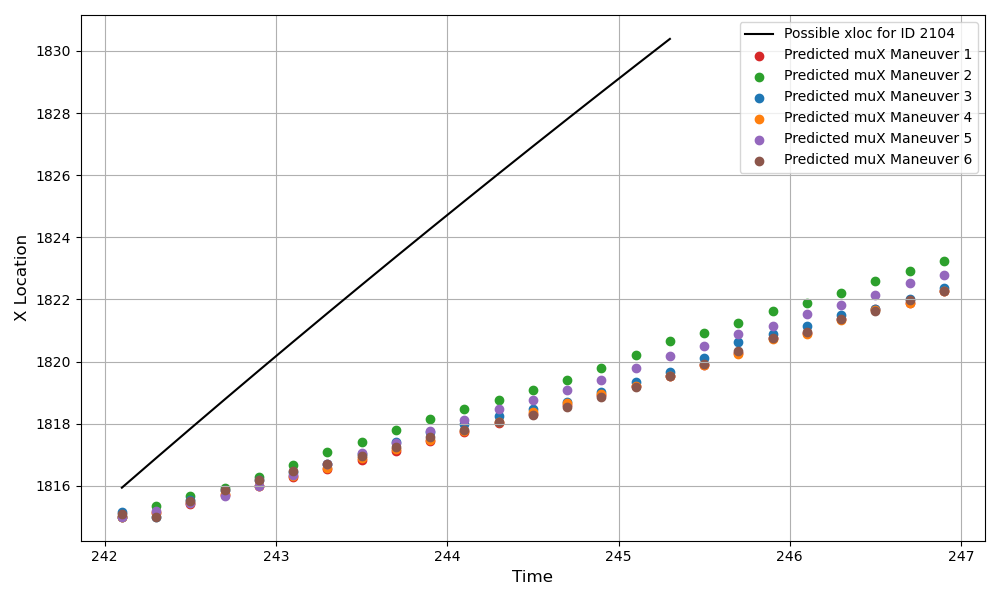 Possible xloc for ID 2104
Predicted muX Maneuver 1
Predicted muX Maneuver 2
Predicted muX Maneuver 3
Predicted muX Maneuver 4
Predicted muX Maneuver 5
Predicted muX Maneuver 6
1830
1828
1826
1824
1822
1820
1818
1816
X Location
242 243 244 245 246 247
Time